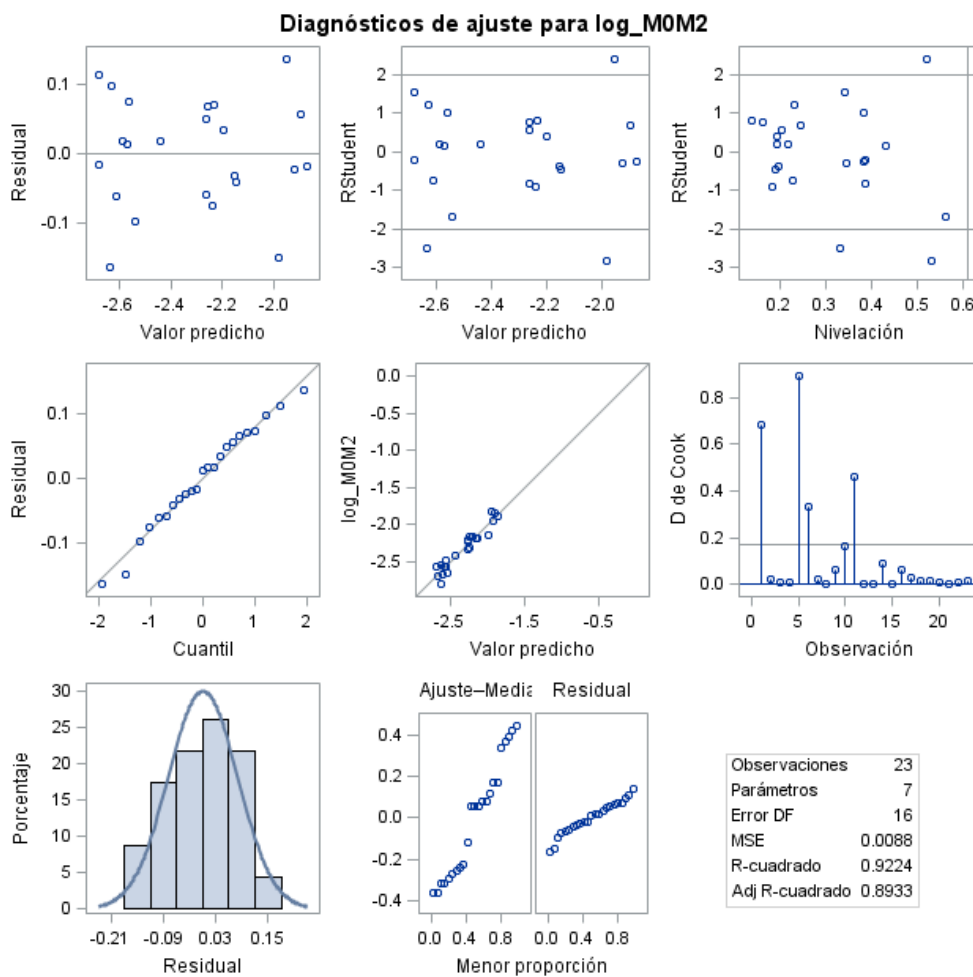 Diagnósticos de ajuste para log_M0M2
Residual
0.1
0.0
-0.1
-2.6 -2.4 -2.2 -2.0
Valor predicho
RStudent
2
1
0
-1
-2
-3
-2.6 -2.4 -2.2 -2.0
Valor predicho
RStudent
2
1
0
-1
-2
-3
0.2 0.3 0.4 0.5 0.6
Nivelación
Residual
0.1
0.0
-0.1
-2 -1 0 1 2
Cuantil
log_M0M2
0.0
-0.5
-1.0
-1.5
-2.0
-2.5
-2.5 -1.5 -0.5
Valor predicho
D de Cook
0.8
0.6
0.4
0.2
0.0
0 5 10 15 20
Observación
Porcentaje
30
25
20
15
10
5
0
-0.21 -0.09 0.03 0.15
Residual
Ajuste–Media Residual
0.4
0.2
0.0
-0.2
-0.4
0.0 0.4 0.8 0.0 0.4 0.8
Menor proporción
Observaciones 23
Parámetros 7
Error DF 16
MSE 0.0088
R-cuadrado 0.9224
Adj R-cuadrado 0.8933